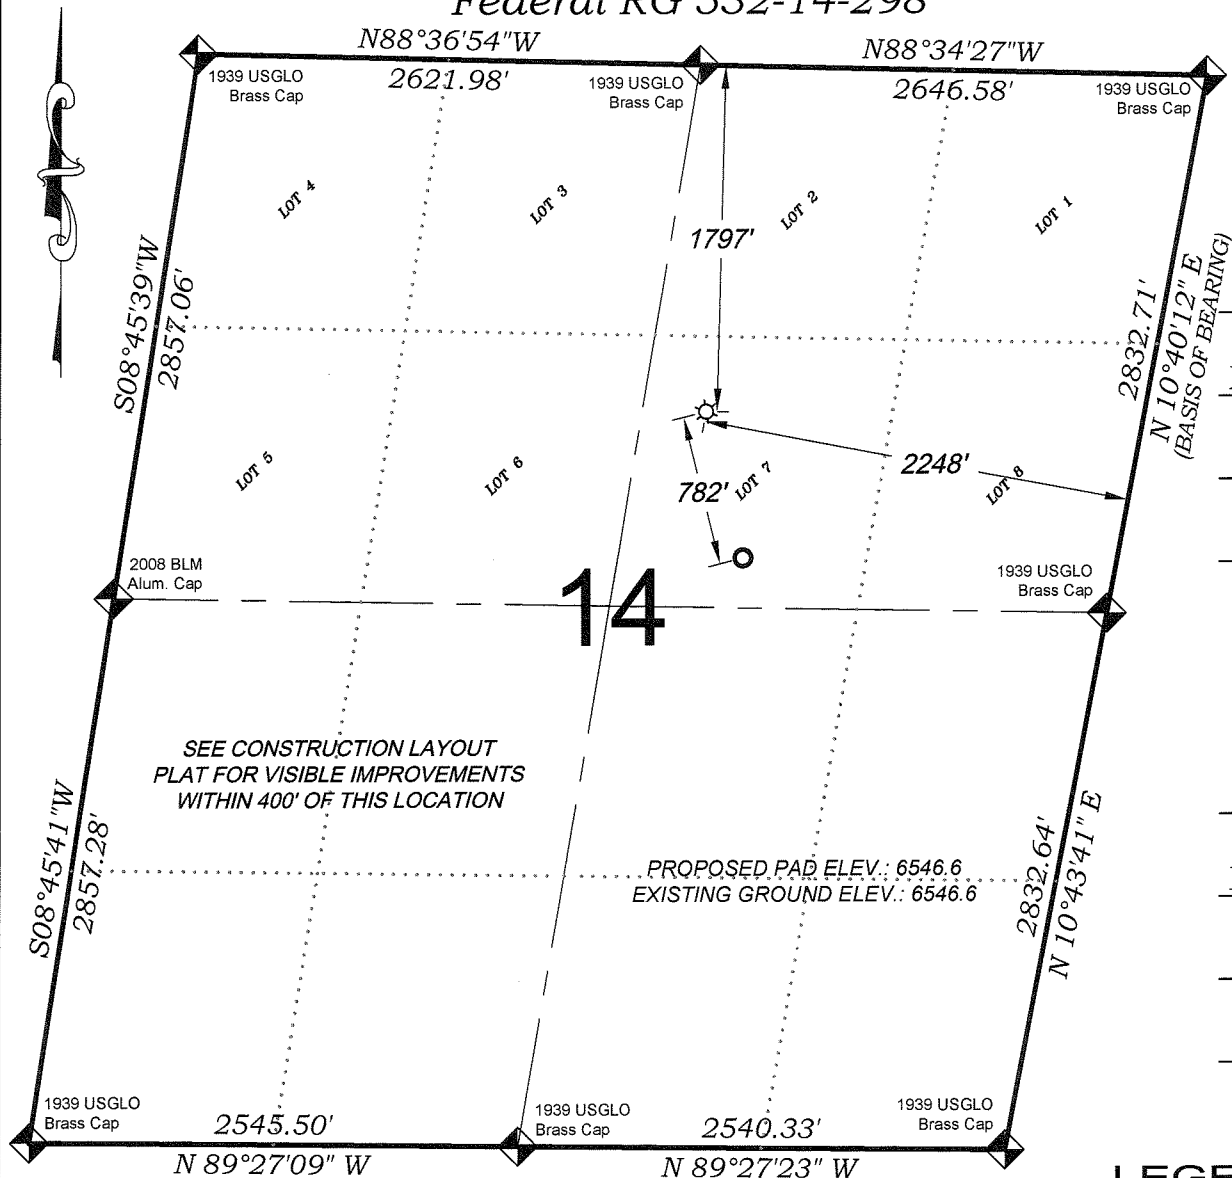 Federal RG 532-14-298
N88°36'54"W
N88°34'27"W
1939 USGLO
Brass Cap
2621.98'
1939 USGLO
Brass Cap
2646.58'
1939 USGLO
Brass Cap
LOT 4
LOT 3
LOT 2
LOT 1
1797'
S08°45'39"W
2857.06'
2832.71'
N 10°40'12" E
(BASIS OF BEARING)
LOT 5
LOT 6
LOT 7
LOT 8
2248'
782'
2008 BLM
Alum. Cap
14
1939 USGLO
Brass Cap
SEE CONSTRUCTION LAYOUT
PLAT FOR VISIBLE IMPROVEMENTS
WITHIN 400' OF THIS LOCATION
S08°45'41"W
2857.28'
PROPOSED PAD ELEV.: 6546.6
EXISTING GROUND ELEV.: 6546.6
2832.64'
N 10°43'41" E
1939 USGLO
Brass Cap
2545.50'
N 89°27'09" W
1939 USGLO
Brass Cap
2540.33'
N 89°27'23" W
1939 USGLO
Brass Cap